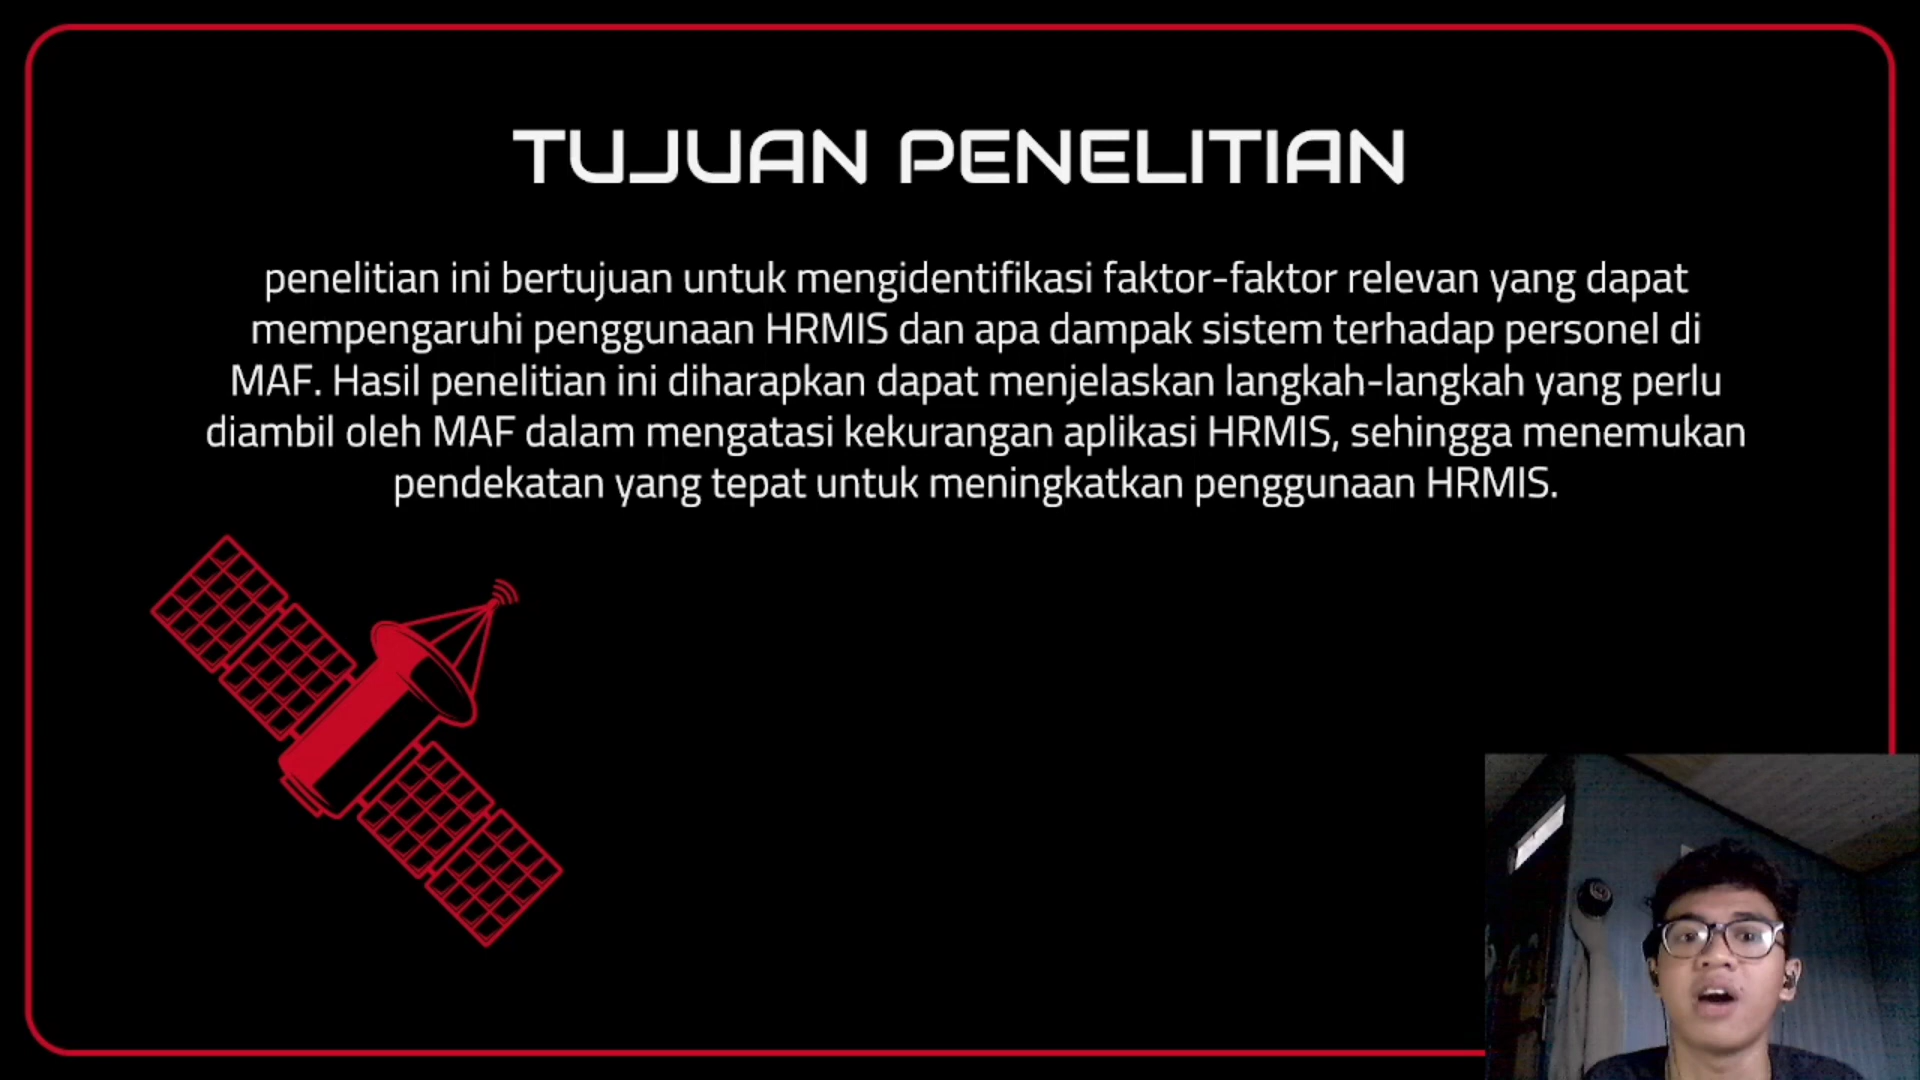 TUJUAN PENELITIAN
penelitian ini bertujuan untuk mengidentifikasi faktor-faktor relevan yang dapat
mempengaruhi penggunaan HRMIS dan apa dampak sistem terhadap personel di
MAF. Hasil penelitian ini diharapkan dapat menjelaskan langkah-langkah yang perlu
diambil oleh MAF dalam mengatasi kekurangan aplikasi HRMIS, sehingga menemukan
pendekatan yang tepat untuk meningkatkan penggunaan HRMIS.